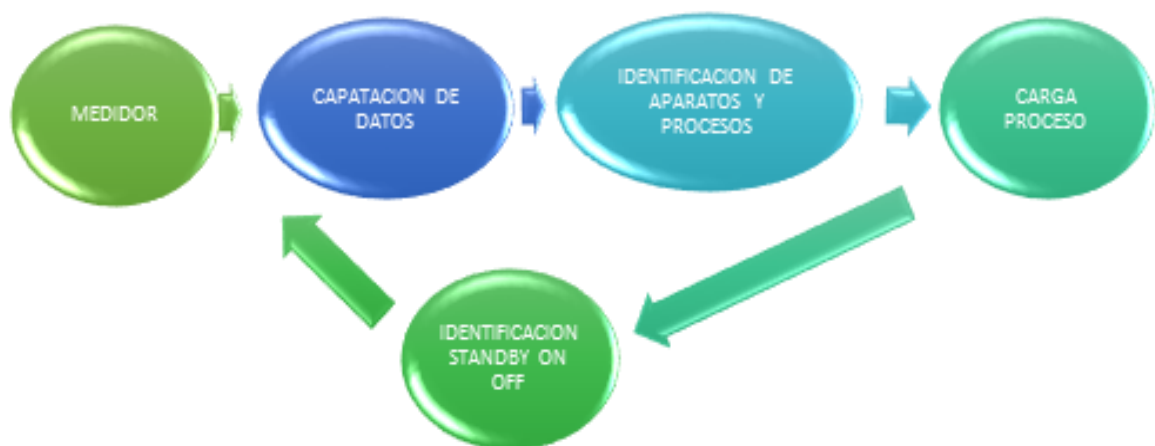 MEDIDOR
CAPATACION DE
DATOS
IDENTIFICACION DE
APARATOS Y
PROCESOS
CARGA
PROCESO
IDENTIFICACION
STANDBY ON
OFF